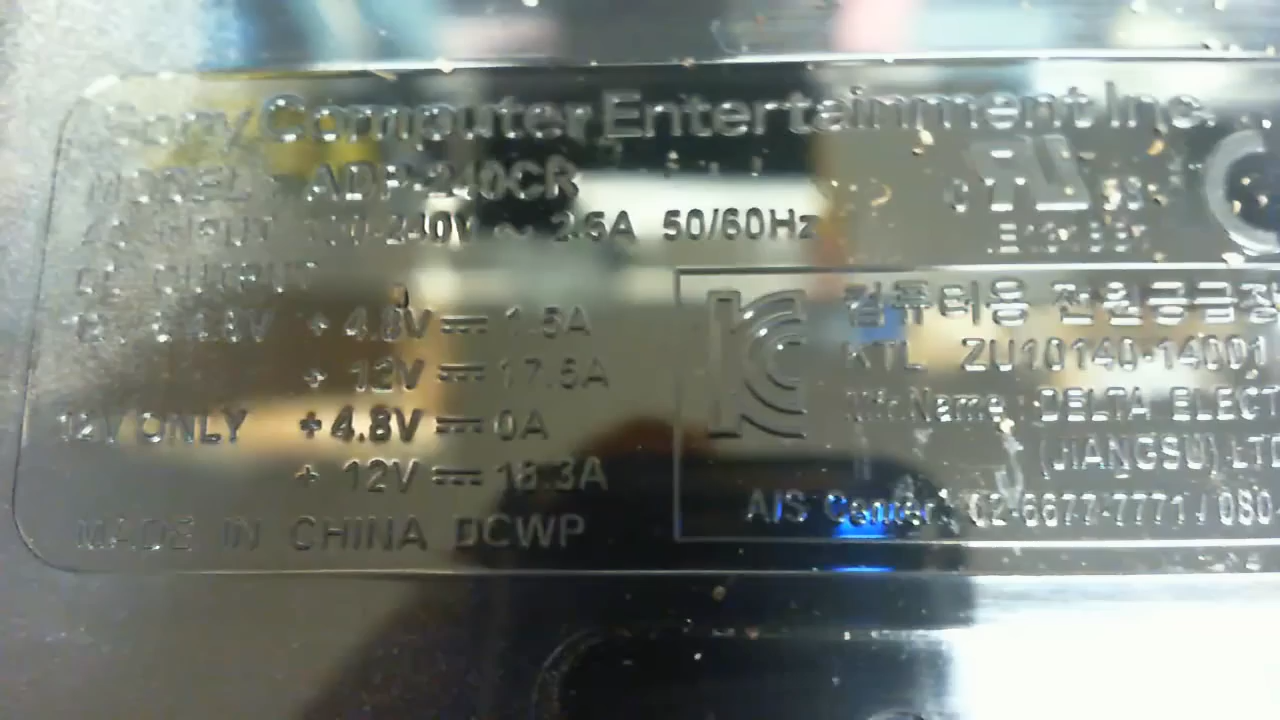 Sony Computer Entertainment Inc.
MODEL : ADP-240CR
AC INPUT 100-240V ~ 2.5A 50/60Hz
DC OUTPUT
+ 4.8V ⎓ 1.5A
+ 12V ⎓ 17.5A
12V ONLY + 4.8V ⎓ 0A
+ 12V ⎓ 18.3A
MADE IN CHINA DCWP
UL
KC
컴퓨터용 전원공급장
KTL ZU10140-14001
Mfr.Name : DELTA ELECT
(JIANGSU) LTD
A/S Center : 02-6677-7771 / 080-